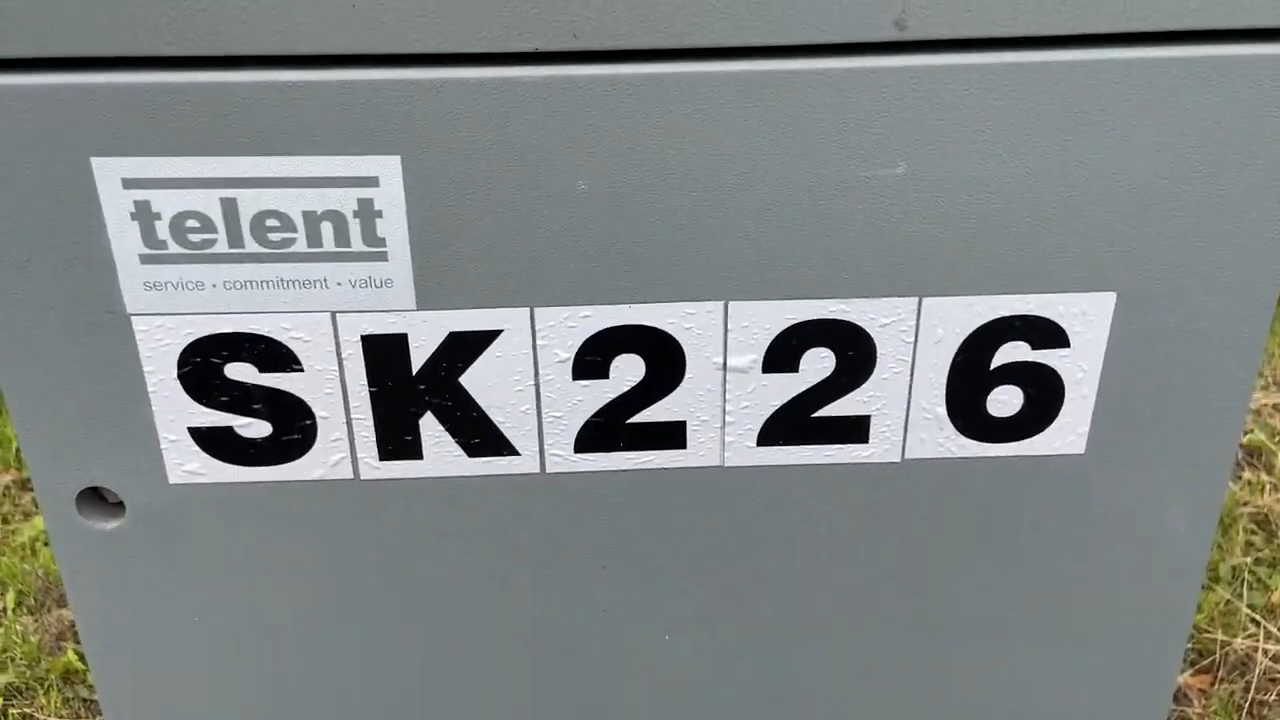 telent
service • commitment • value
SK226